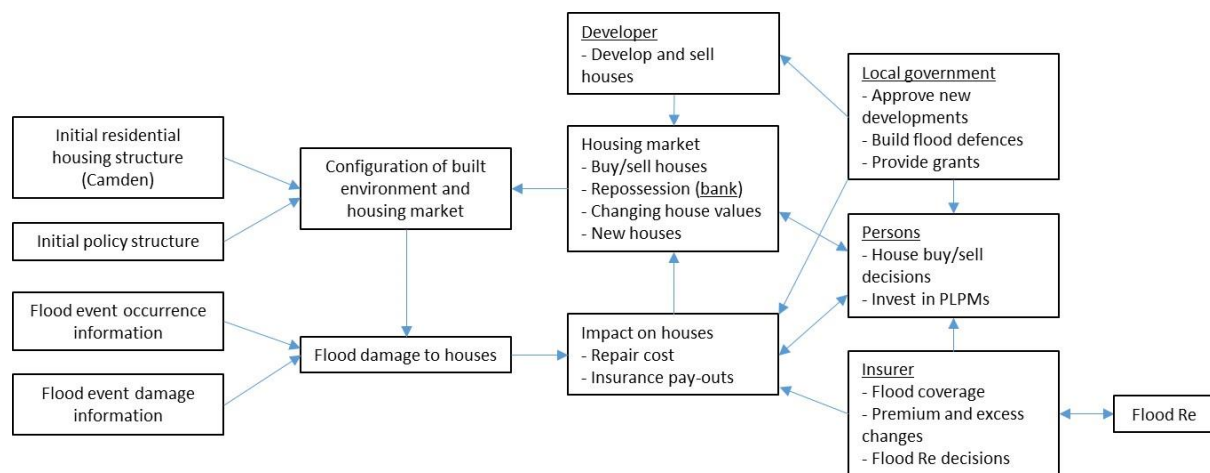 Developer
- Develop and sell
houses
Local government
- Approve new
developments
- Build flood defences
- Provide grants
Initial residential
housing structure
(Camden)
Configuration of built
environment and
housing market
Housing market
- Buy/sell houses
- Repossession (bank)
- Changing house values
- New houses
Initial policy structure
Persons
- House buy/sell
decisions
- Invest in PLPMs
Flood event occurrence
information
Flood damage to houses
Impact on houses
- Repair cost
- Insurance pay-outs
Flood event damage
information
Insurer
- Flood coverage
- Premium and excess
changes
- Flood Re decisions
Flood Re